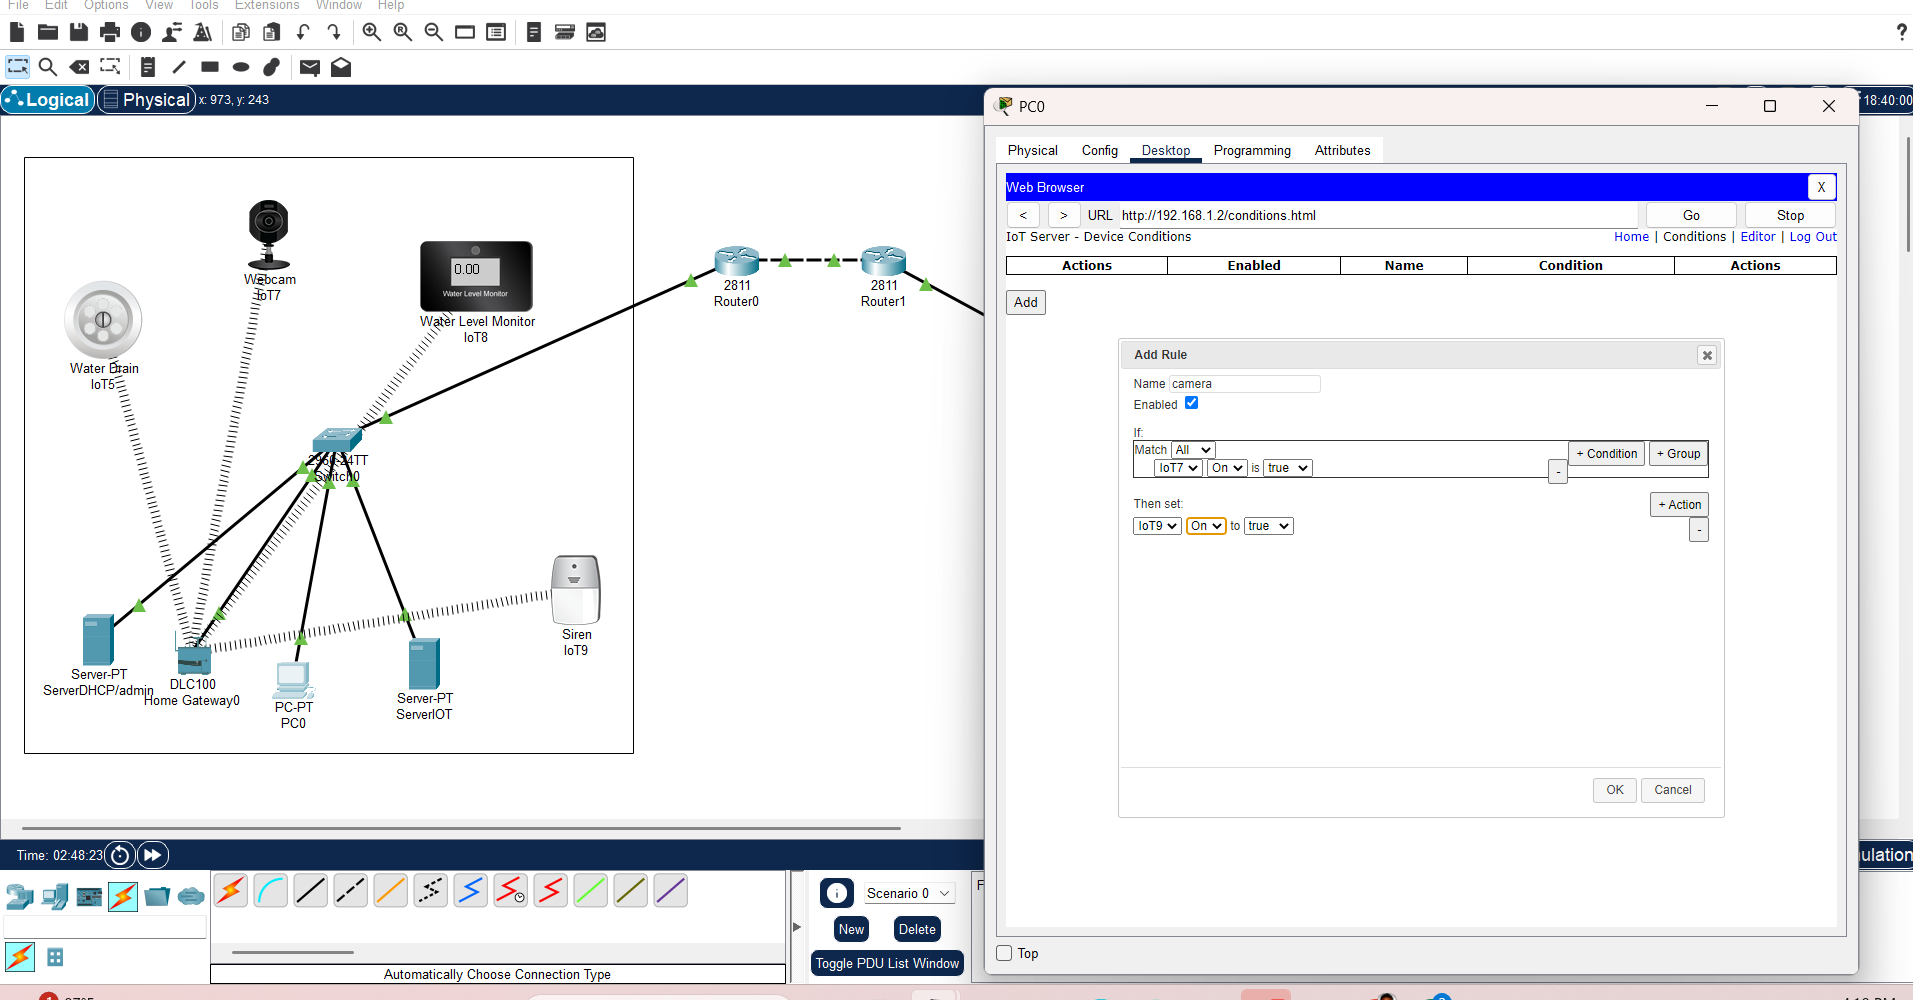 File Edit Options View Tools Extensions Window Help
?
Logical Physical x: 973, y: 243
18:40:00
Webcam
IoT7
0.00
Water Level Monitor
Water Level Monitor
IoT8
Water Drain
IoT5
2811
Router0
2811
Router1
2960-24TT
Switch0
Siren
IoT9
Server-PT
ServerDHCP/admin
DLC100
Home Gateway0
PC-PT
PC0
Server-PT
ServerIOT
PC0
Physical Config Desktop Programming Attributes
Web Browser X
< > URL http://192.168.1.2/conditions.html Go Stop
IoT Server - Device Conditions Home | Conditions | Editor | Log Out
Actions Enabled Name Condition Actions
Add
Add Rule
Name camera
Enabled
If:
Match All + Condition + Group
IoT7 On is true -
Then set: + Action
IoT9 On to true -
OK Cancel
Top
Time: 02:48:23
Scenario 0
New Delete
Toggle PDU List Window
Automatically Choose Connection Type
F
ulation